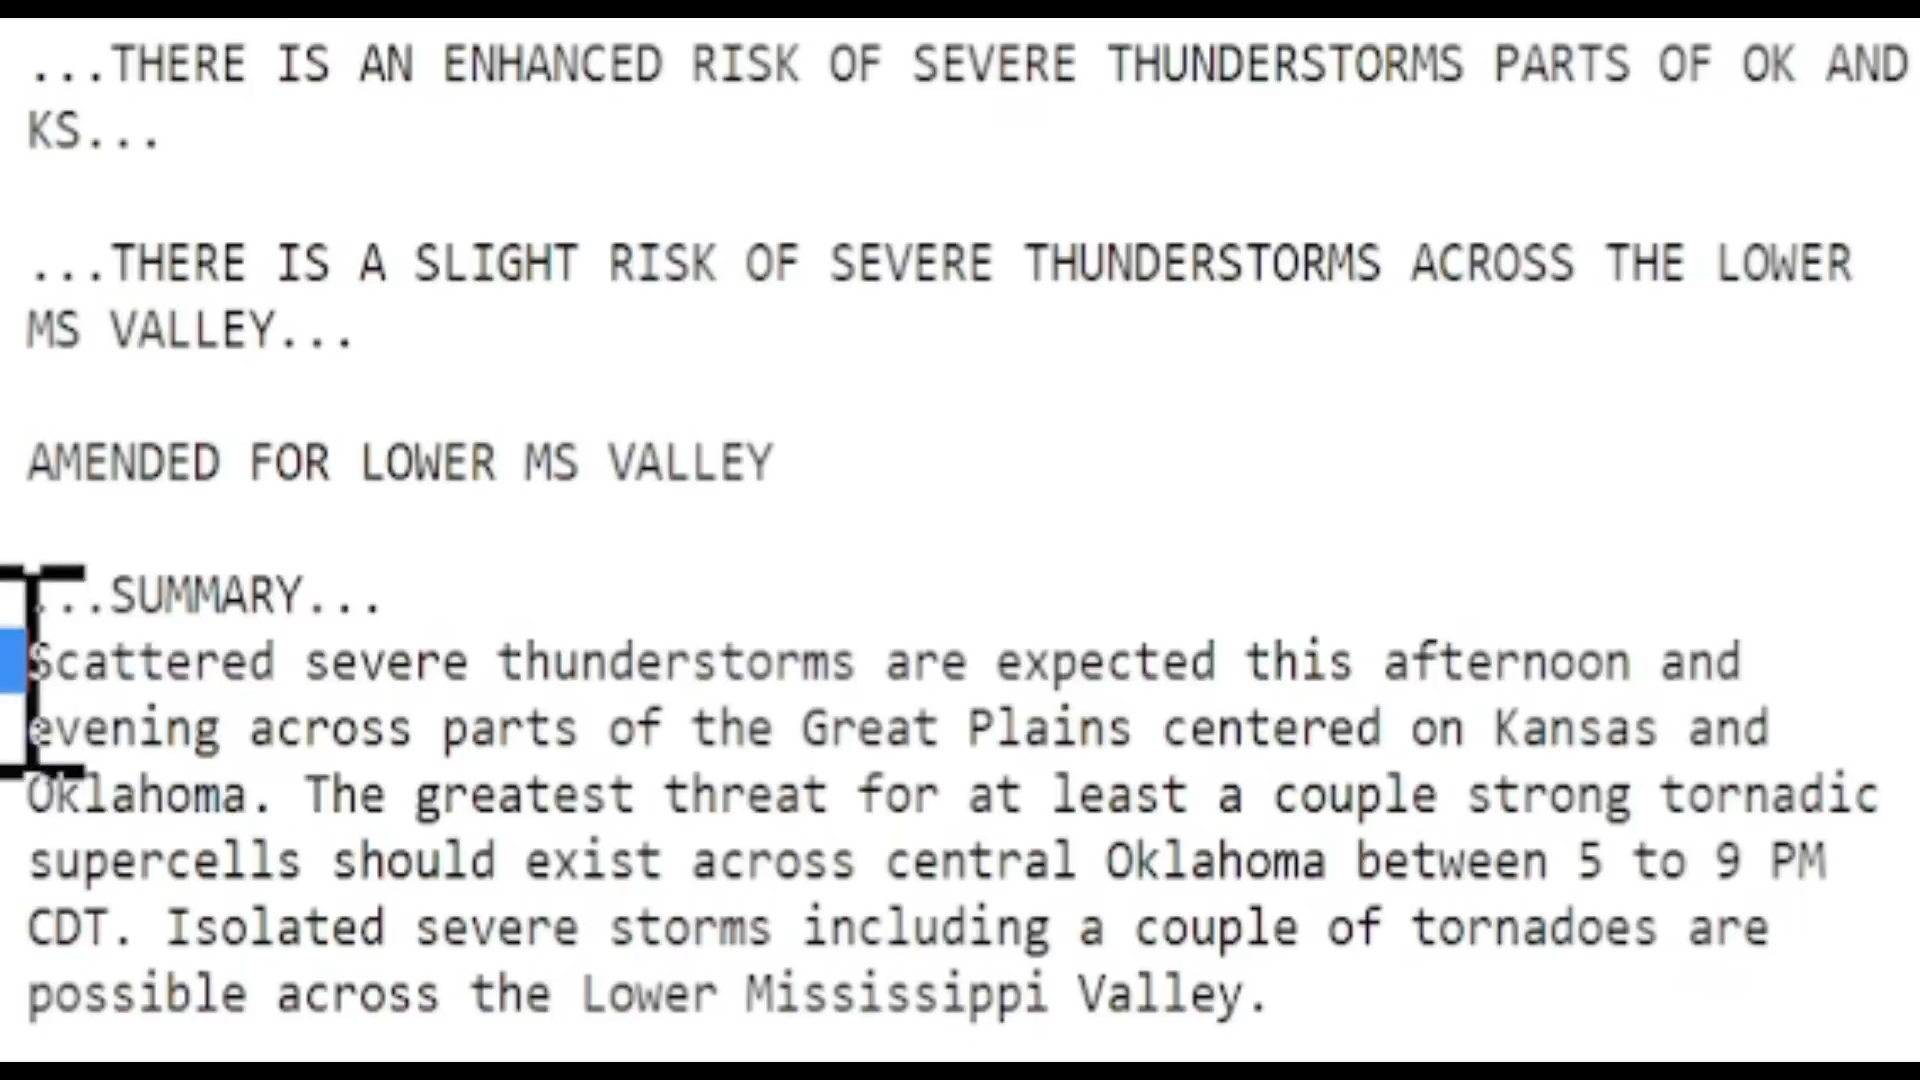 ...THERE IS AN ENHANCED RISK OF SEVERE THUNDERSTORMS PARTS OF OK AND
KS...
...THERE IS A SLIGHT RISK OF SEVERE THUNDERSTORMS ACROSS THE LOWER
MS VALLEY...
AMENDED FOR LOWER MS VALLEY
...SUMMARY...
Scattered severe thunderstorms are expected this afternoon and
evening across parts of the Great Plains centered on Kansas and
Oklahoma. The greatest threat for at least a couple strong tornadic
supercells should exist across central Oklahoma between 5 to 9 PM
CDT. Isolated severe storms including a couple of tornadoes are
possible across the Lower Mississippi Valley.